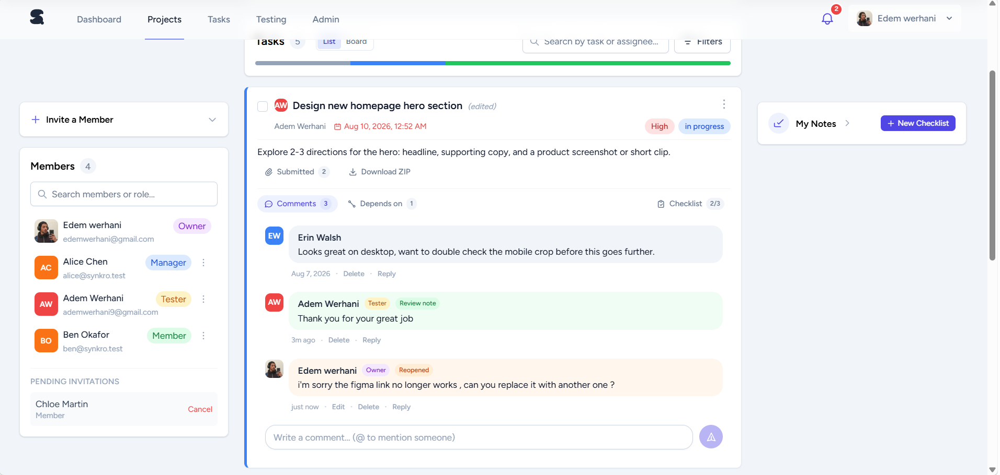 Dashboard
Projects
Tasks
Testing
Admin
2
Edem werhani
Tasks 5
List
Board
Search by task or assignee...
Filters
Invite a Member
Members 4
Search members or role...
Edem werhani
Owner
edemwerhani@gmail.com
AC
Alice Chen
Manager
alice@synkro.test
AW
Adem Werhani
Tester
ademwerhani9@gmail.com
BO
Ben Okafor
Member
ben@synkro.test
PENDING INVITATIONS
Chloe Martin
Member
Cancel
AW
Design new homepage hero section (edited)
Adem Werhani
Aug 10, 2026, 12:52 AM
High
in progress
Explore 2-3 directions for the hero: headline, supporting copy, and a product screenshot or short clip.
Submitted 2
Download ZIP
Comments 3
Depends on 1
Checklist 2/3
EW
Erin Walsh
Looks great on desktop, want to double check the mobile crop before this goes further.
Aug 7, 2026 · Delete · Reply
AW
Adem Werhani Tester Review note
Thank you for your great job
3m ago · Delete · Reply
Edem werhani Owner Reopened
i'm sorry the figma link no longer works , can you replace it with another one ?
just now · Edit · Delete · Reply
Write a comment... (@ to mention someone)
My Notes
+ New Checklist